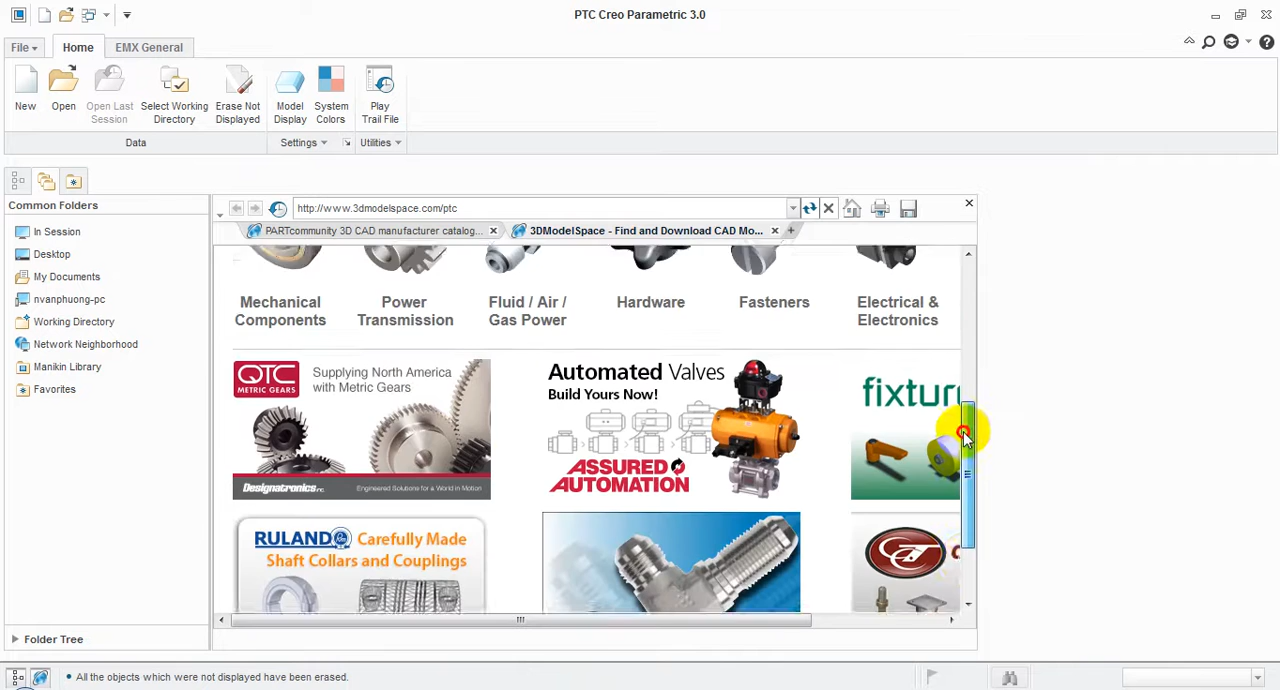 PTC Creo Parametric 3.0
File
Home
EMX General
New
Open
Open Last
Session
Select Working
Directory
Erase Not
Displayed
Model
Display
System
Colors
Play
Trail File
Data
Settings
Utilities
Common Folders
In Session
Desktop
My Documents
nvanphuong-pc
Working Directory
Network Neighborhood
Manikin Library
Favorites
Folder Tree
http://www.3dmodelspace.com/ptc
PARTcommunity 3D CAD manufacturer catalog...
3DModelSpace - Find and Download CAD Mo...
Mechanical
Components
Power
Transmission
Fluid / Air /
Gas Power
Hardware
Fasteners
Electrical &
Electronics
QTC
METRIC GEARS
Supplying North America
with Metric Gears
Designatronics INC.
Engineered Solutions for a World in Motion
Automated Valves
Build Yours Now!
ASSURED
AUTOMATION
fixture
RULAND
Carefully Made
Shaft Collars and Couplings
All the objects which were not displayed have been erased.